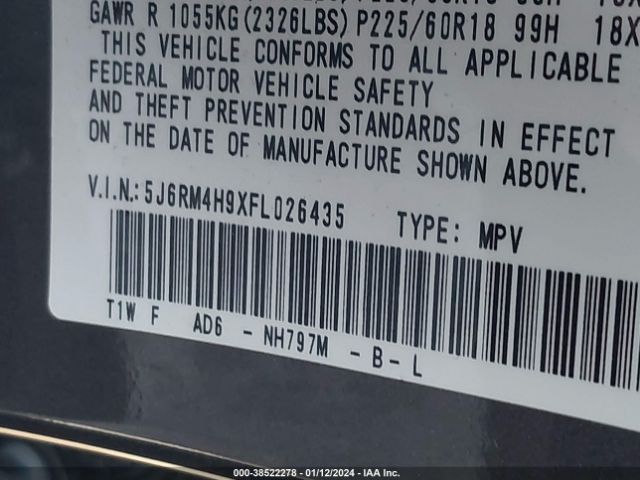 GAWR R 1055KG(2326LBS) P225/60R18 99H 18X
THIS VEHICLE CONFORMS TO ALL APPLICABLE
FEDERAL MOTOR VEHICLE SAFETY
AND THEFT PREVENTION STANDARDS IN EFFECT
ON THE DATE OF MANUFACTURE SHOWN ABOVE.
V.I.N.: 5J6RM4H9XFL026435 TYPE: MPV
T1W F AD6 - NH797M - B - L
000-38522278 - 01/12/2024 - IAA Inc.